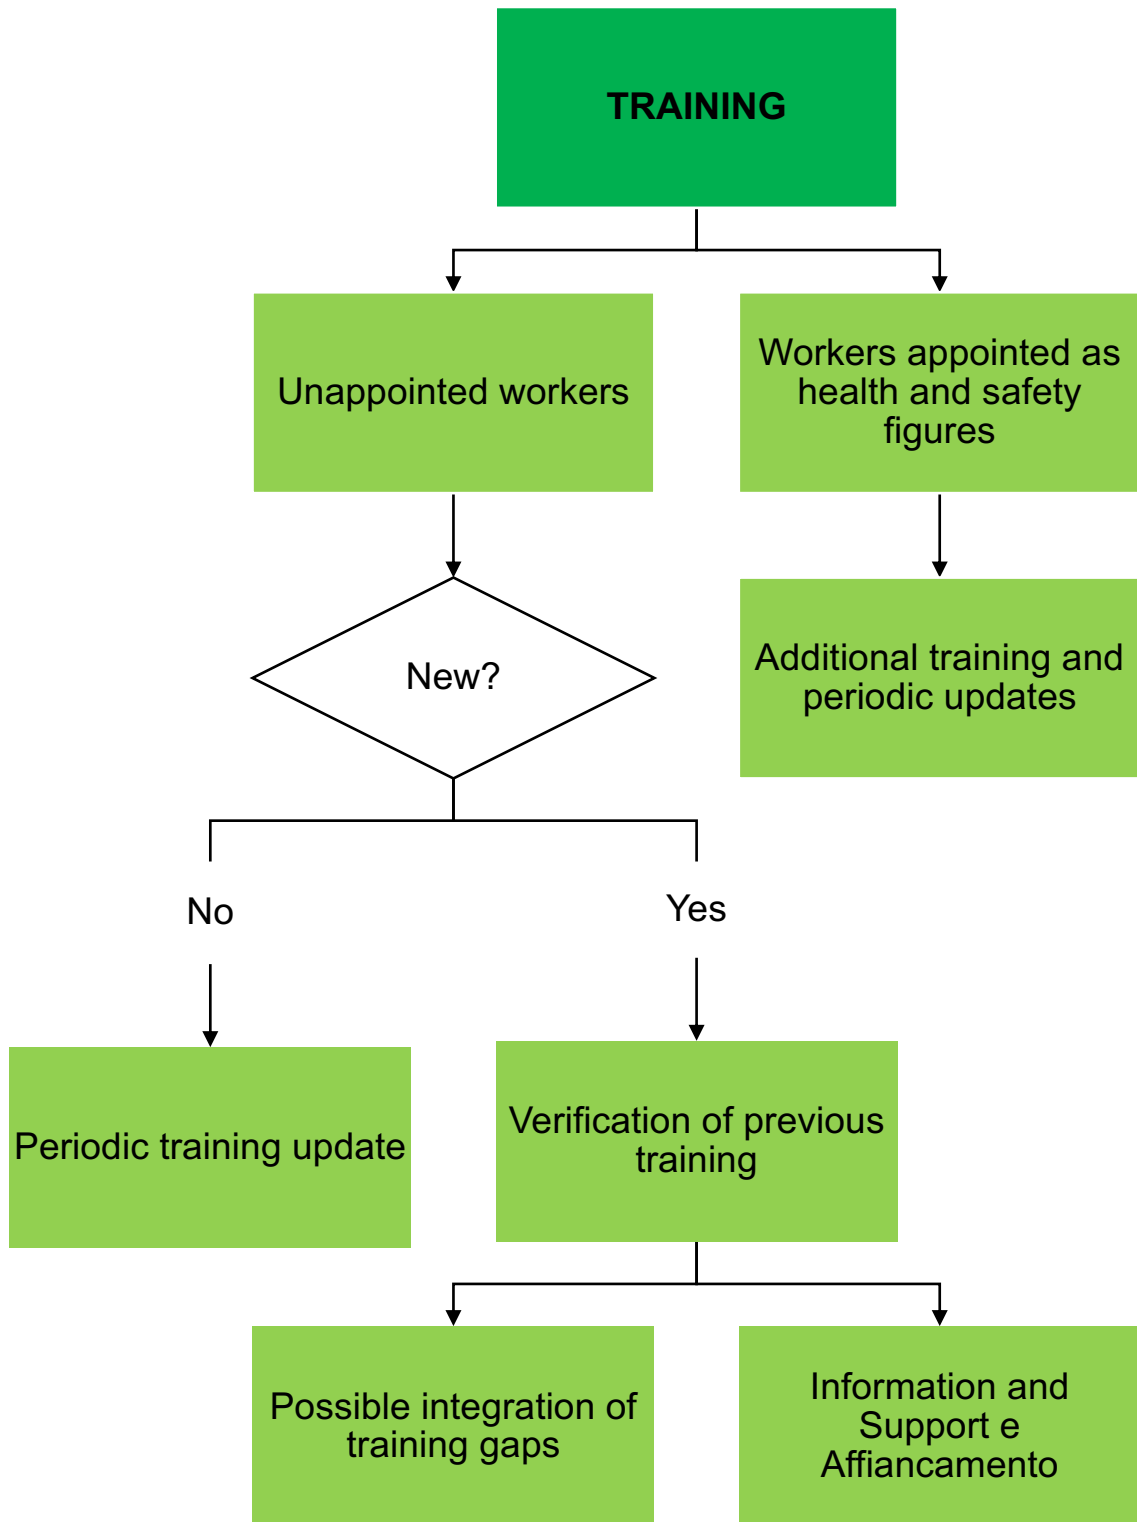 TRAINING
Unappointed workers
Workers appointed as
health and safety
figures
New?
Additional training and
periodic updates
No
Yes
Periodic training update
Verification of previous
training
Possible integration of
training gaps
Information and
Support e
Affiancamento